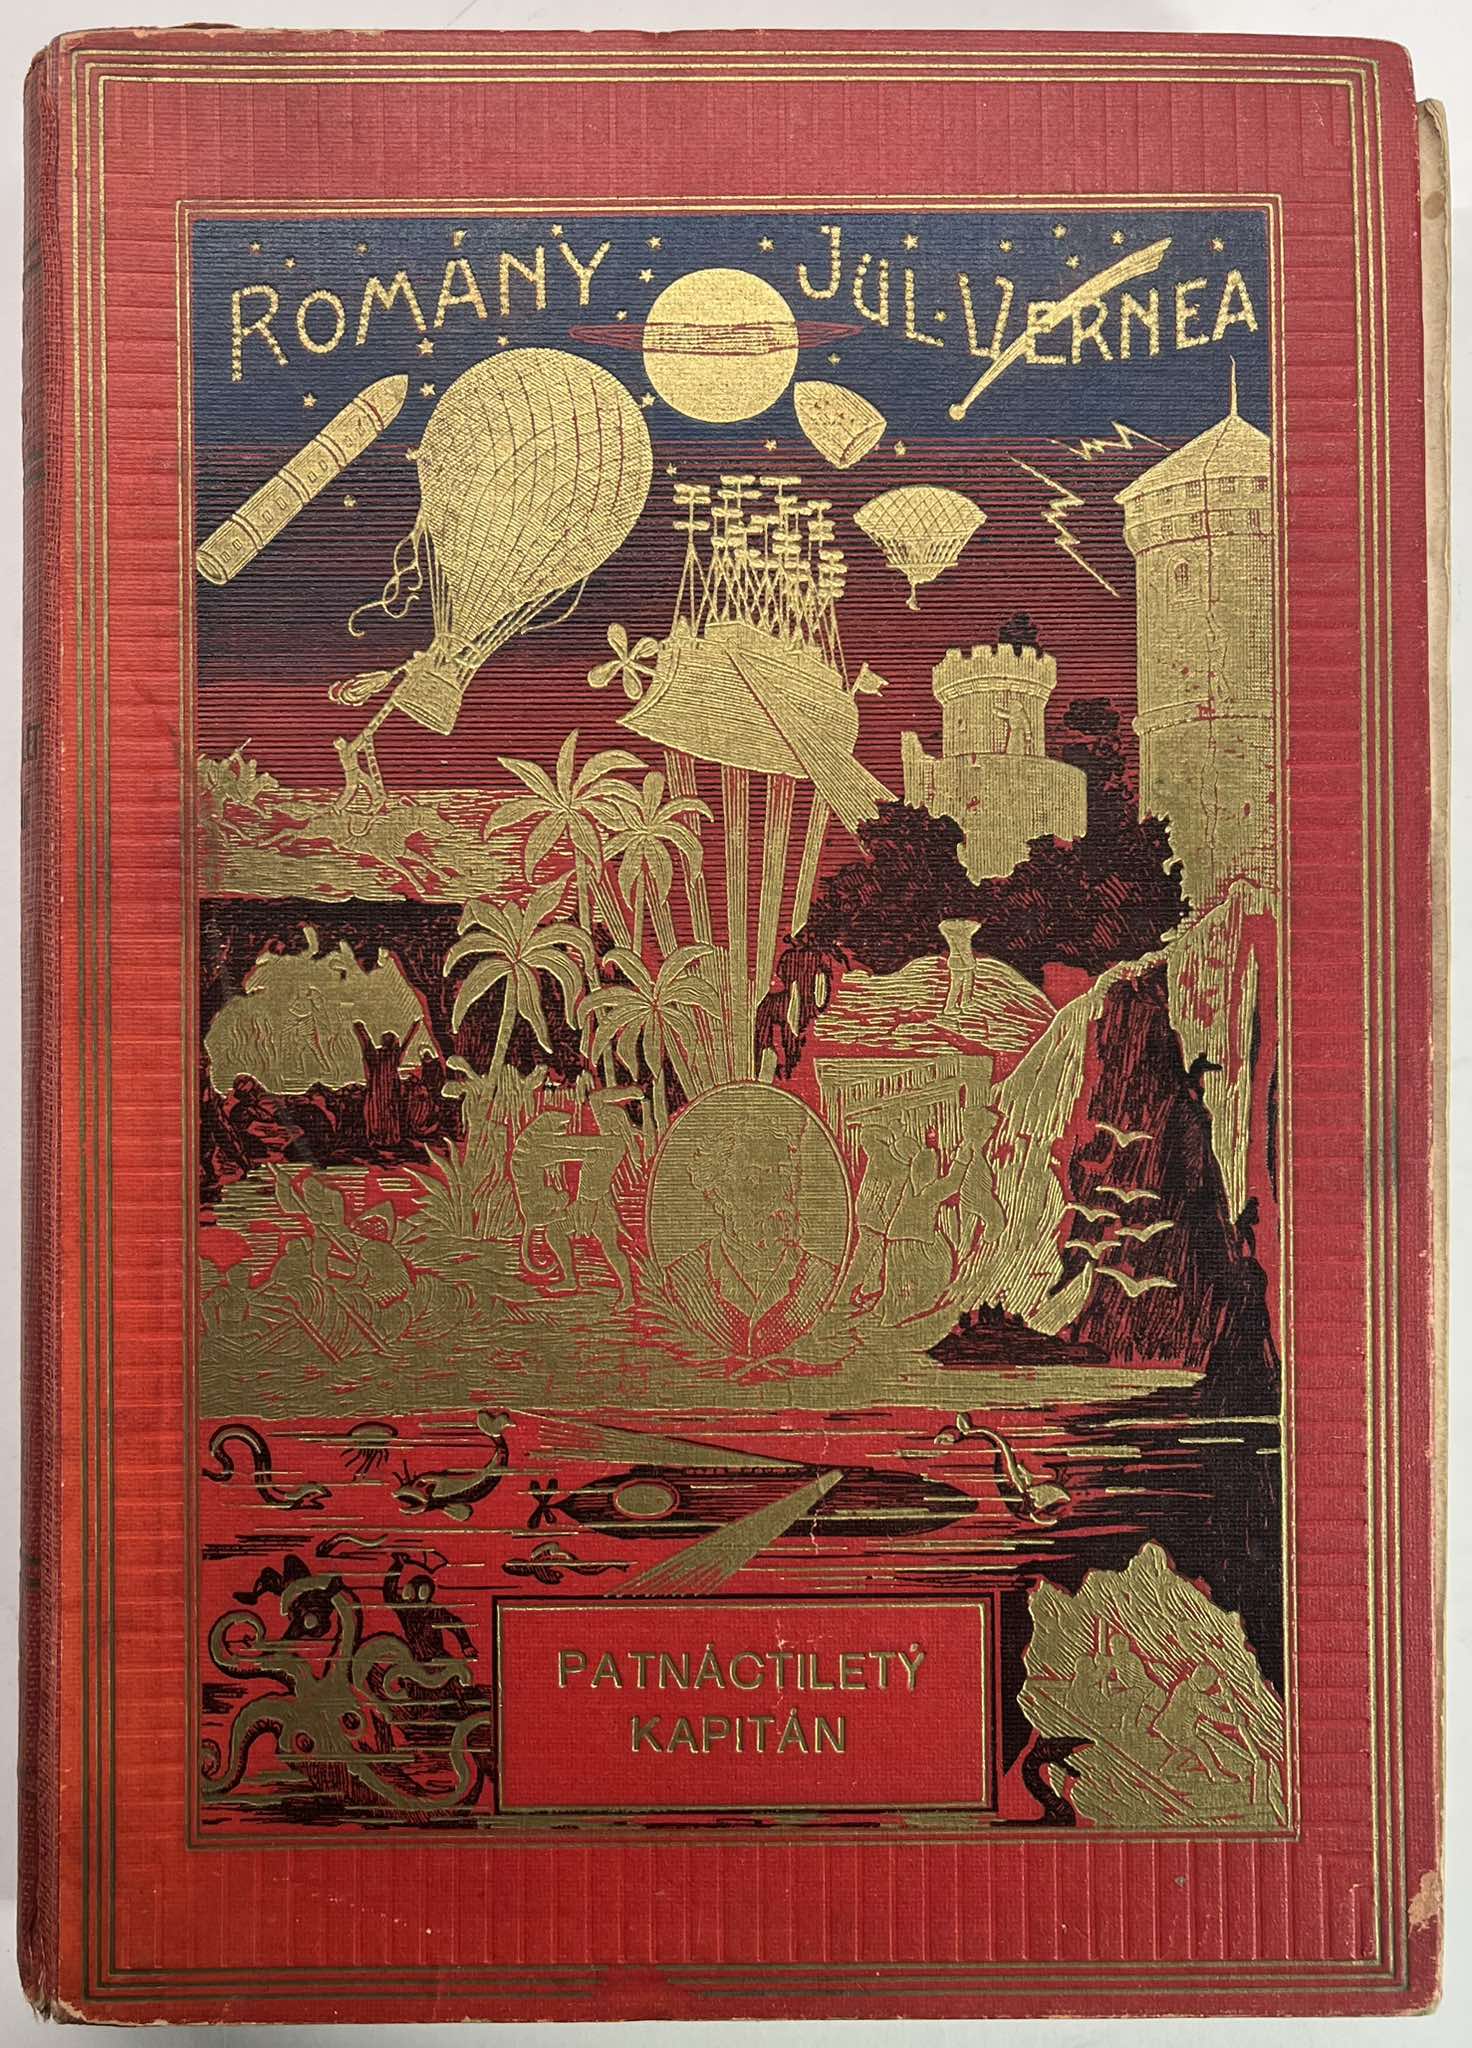 ROMÁNY JUL. VERNEA
PATNÁCTILETÝ
KAPITÁN